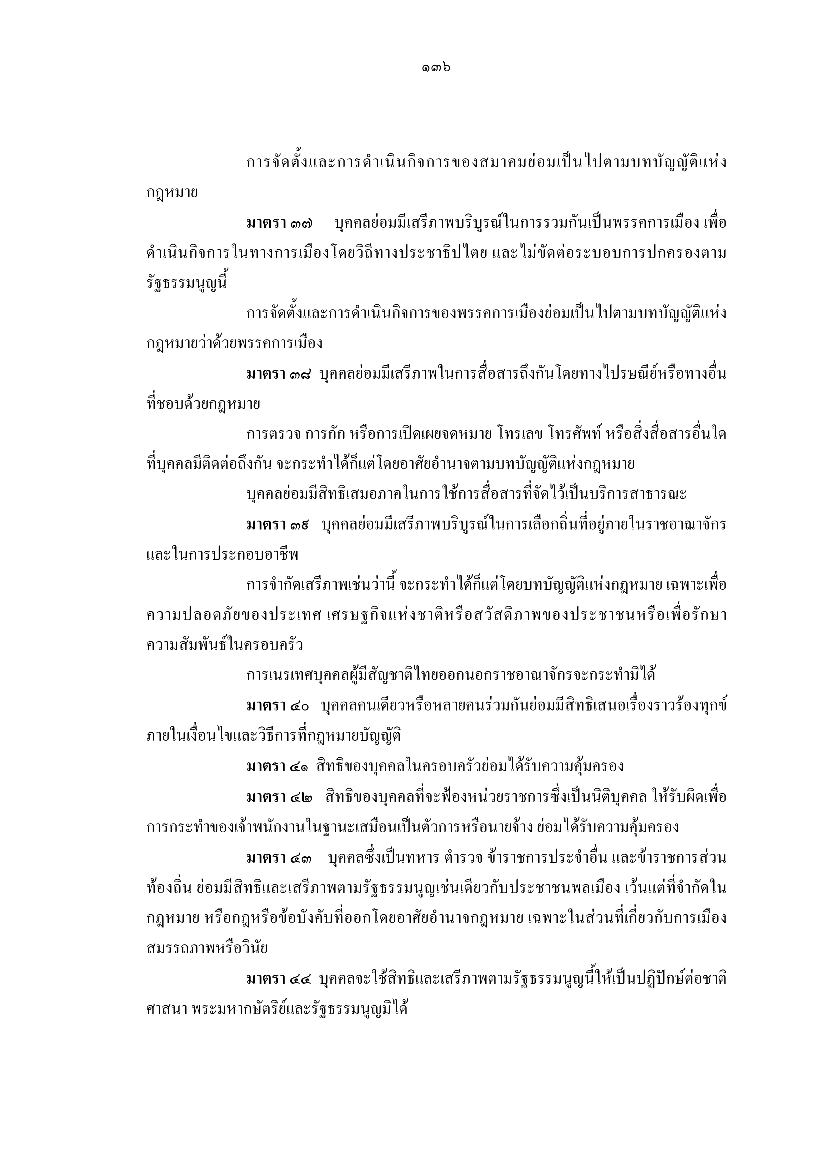 ๑๓๖
การจัดตั้งและการดำเนินกิจการของสมาคมย่อมเป็นไปตามบทบัญญัติแห่ง
กฎหมาย
มาตรา ๓๗ บุคคลย่อมมีเสรีภาพบริบูรณ์ในการรวมกันเป็นพรรคการเมือง เพื่อ
ดำเนินกิจการในทางการเมืองโดยวิถีทางประชาธิปไตย และไม่ขัดต่อระบอบการปกครองตาม
รัฐธรรมนูญนี้
การจัดตั้งและการดำเนินกิจการของพรรคการเมืองย่อมเป็นไปตามบทบัญญัติแห่ง
กฎหมายว่าด้วยพรรคการเมือง
มาตรา ๓๘ บุคคลย่อมมีเสรีภาพในการสื่อสารถึงกันโดยทางไปรษณีย์หรือทางอื่น
ที่ชอบด้วยกฎหมาย
การตรวจ การกัก หรือการเปิดเผยจดหมาย โทรเลข โทรศัพท์ หรือสิ่งสื่อสารอื่นใด
ที่บุคคลมีติดต่อถึงกัน จะกระทำได้ก็แต่โดยอาศัยอำนาจตามบทบัญญัติแห่งกฎหมาย
บุคคลย่อมมีสิทธิเสมอภาคในการใช้การสื่อสารที่จัดไว้เป็นบริการสาธารณะ
มาตรา ๓๙ บุคคลย่อมมีเสรีภาพบริบูรณ์ในการเลือกถิ่นที่อยู่ภายในราชอาณาจักร
และในการประกอบอาชีพ
การจำกัดเสรีภาพเช่นว่านี้ จะกระทำได้ก็แต่โดยบทบัญญัติแห่งกฎหมาย เฉพาะเพื่อ
ความปลอดภัยของประเทศ เศรษฐกิจแห่งชาติหรือสวัสดิภาพของประชาชนหรือเพื่อรักษา
ความสัมพันธ์ในครอบครัว
การเนรเทศบุคคลผู้มีสัญชาติไทยออกนอกราชอาณาจักรจะกระทำมิได้
มาตรา ๔๐ บุคคลคนเดียวหรือหลายคนร่วมกันย่อมมีสิทธิเสนอเรื่องราวร้องทุกข์
ภายในเงื่อนไขและวิธีการที่กฎหมายบัญญัติ
มาตรา ๔๑ สิทธิของบุคคลในครอบครัวย่อมได้รับความคุ้มครอง
มาตรา ๔๒ สิทธิของบุคคลที่จะฟ้องหน่วยราชการซึ่งเป็นนิติบุคคล ให้รับผิดเพื่อ
การกระทำของเจ้าพนักงานในฐานะเสมือนเป็นตัวการหรือนายจ้าง ย่อมได้รับความคุ้มครอง
มาตรา ๔๓ บุคคลซึ่งเป็นทหาร ตำรวจ ข้าราชการประจำอื่น และข้าราชการส่วน
ท้องถิ่น ย่อมมีสิทธิและเสรีภาพตามรัฐธรรมนูญเช่นเดียวกับประชาชนพลเมือง เว้นแต่ที่จำกัดใน
กฎหมาย หรือกฎหรือข้อบังคับที่ออกโดยอาศัยอำนาจกฎหมาย เฉพาะในส่วนที่เกี่ยวกับการเมือง
สมรรถภาพหรือวินัย
มาตรา ๔๔ บุคคลจะใช้สิทธิและเสรีภาพตามรัฐธรรมนูญนี้ให้เป็นปฏิปักษ์ต่อชาติ
ศาสนา พระมหากษัตริย์และรัฐธรรมนูญมิได้